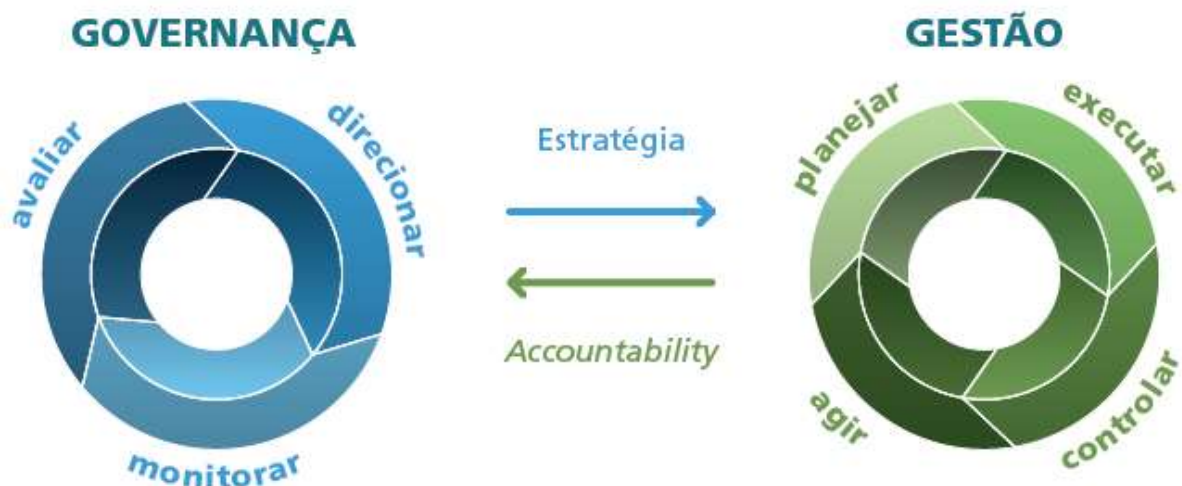 GOVERNANÇA
GESTÃO
avaliar
direcionar
monitorar
Estratégia
Accountability
planejar
executar
controlar
agir